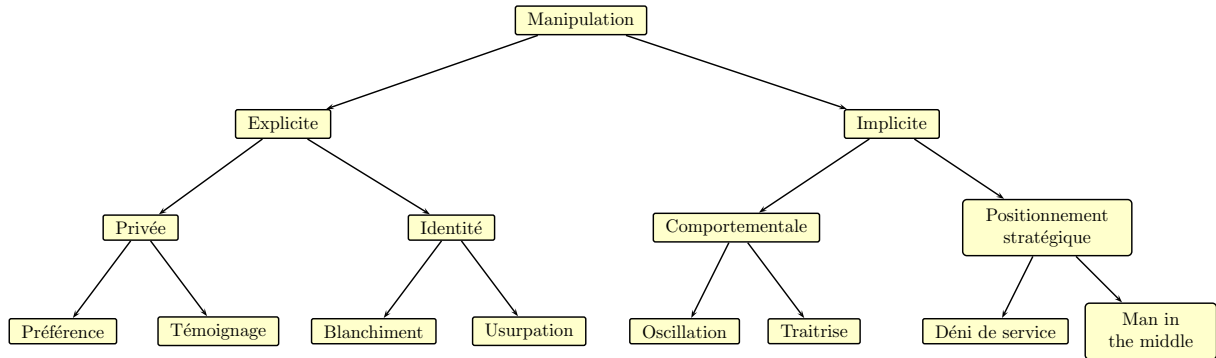 Manipulation
Explicite
Implicite
Privée
Identité
Comportementale
Positionnement
stratégique
Préférence
Témoignage
Blanchiment
Usurpation
Oscillation
Traitrise
Déni de service
Man in
the middle